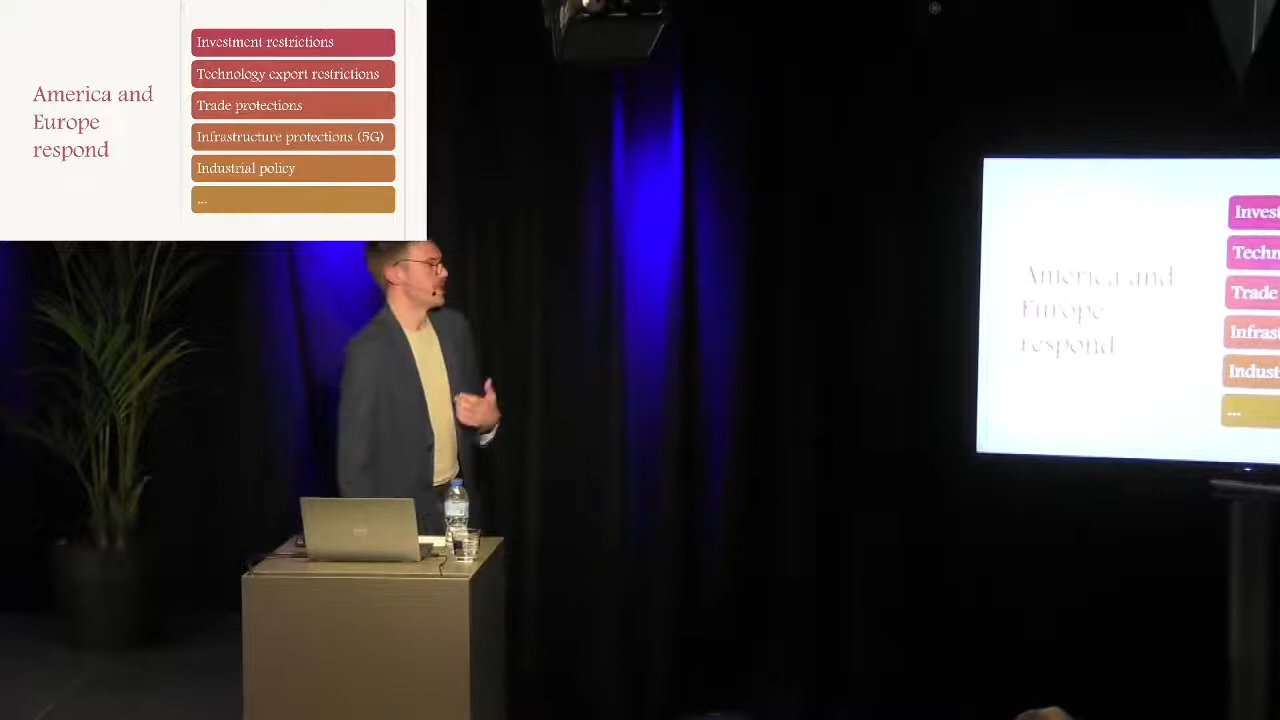 America and
Europe
respond
Investment restrictions
Technology export restrictions
Trade protections
Infrastructure protections (5G)
Industrial policy
...
America and
Europe
respond
Invest
Techn
Trade
Infras
Indust
...